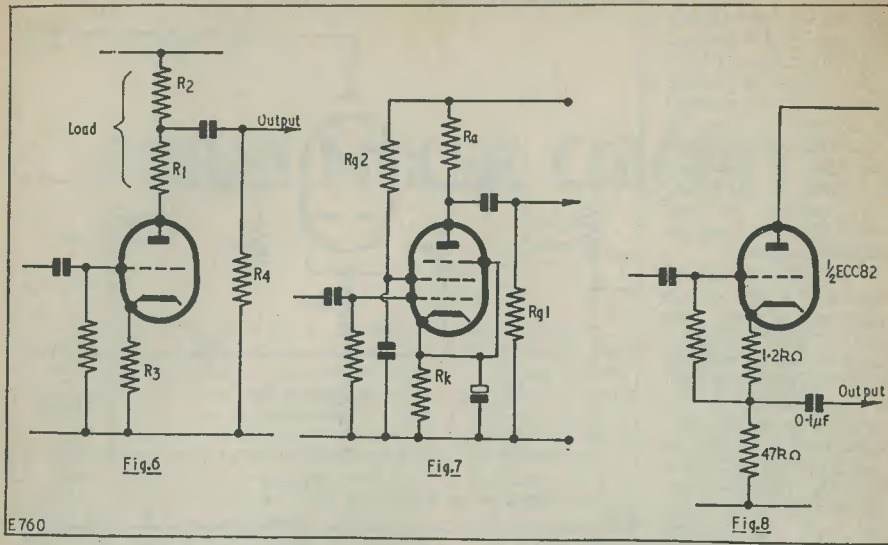 R2
Load
R1
Output
R4
R3
Fig.6
Ra
Rg2
Rg1
Rk
Fig.7
½ECC82
1·2RΩ
Output
0·1µF
47RΩ
Fig.8
E760